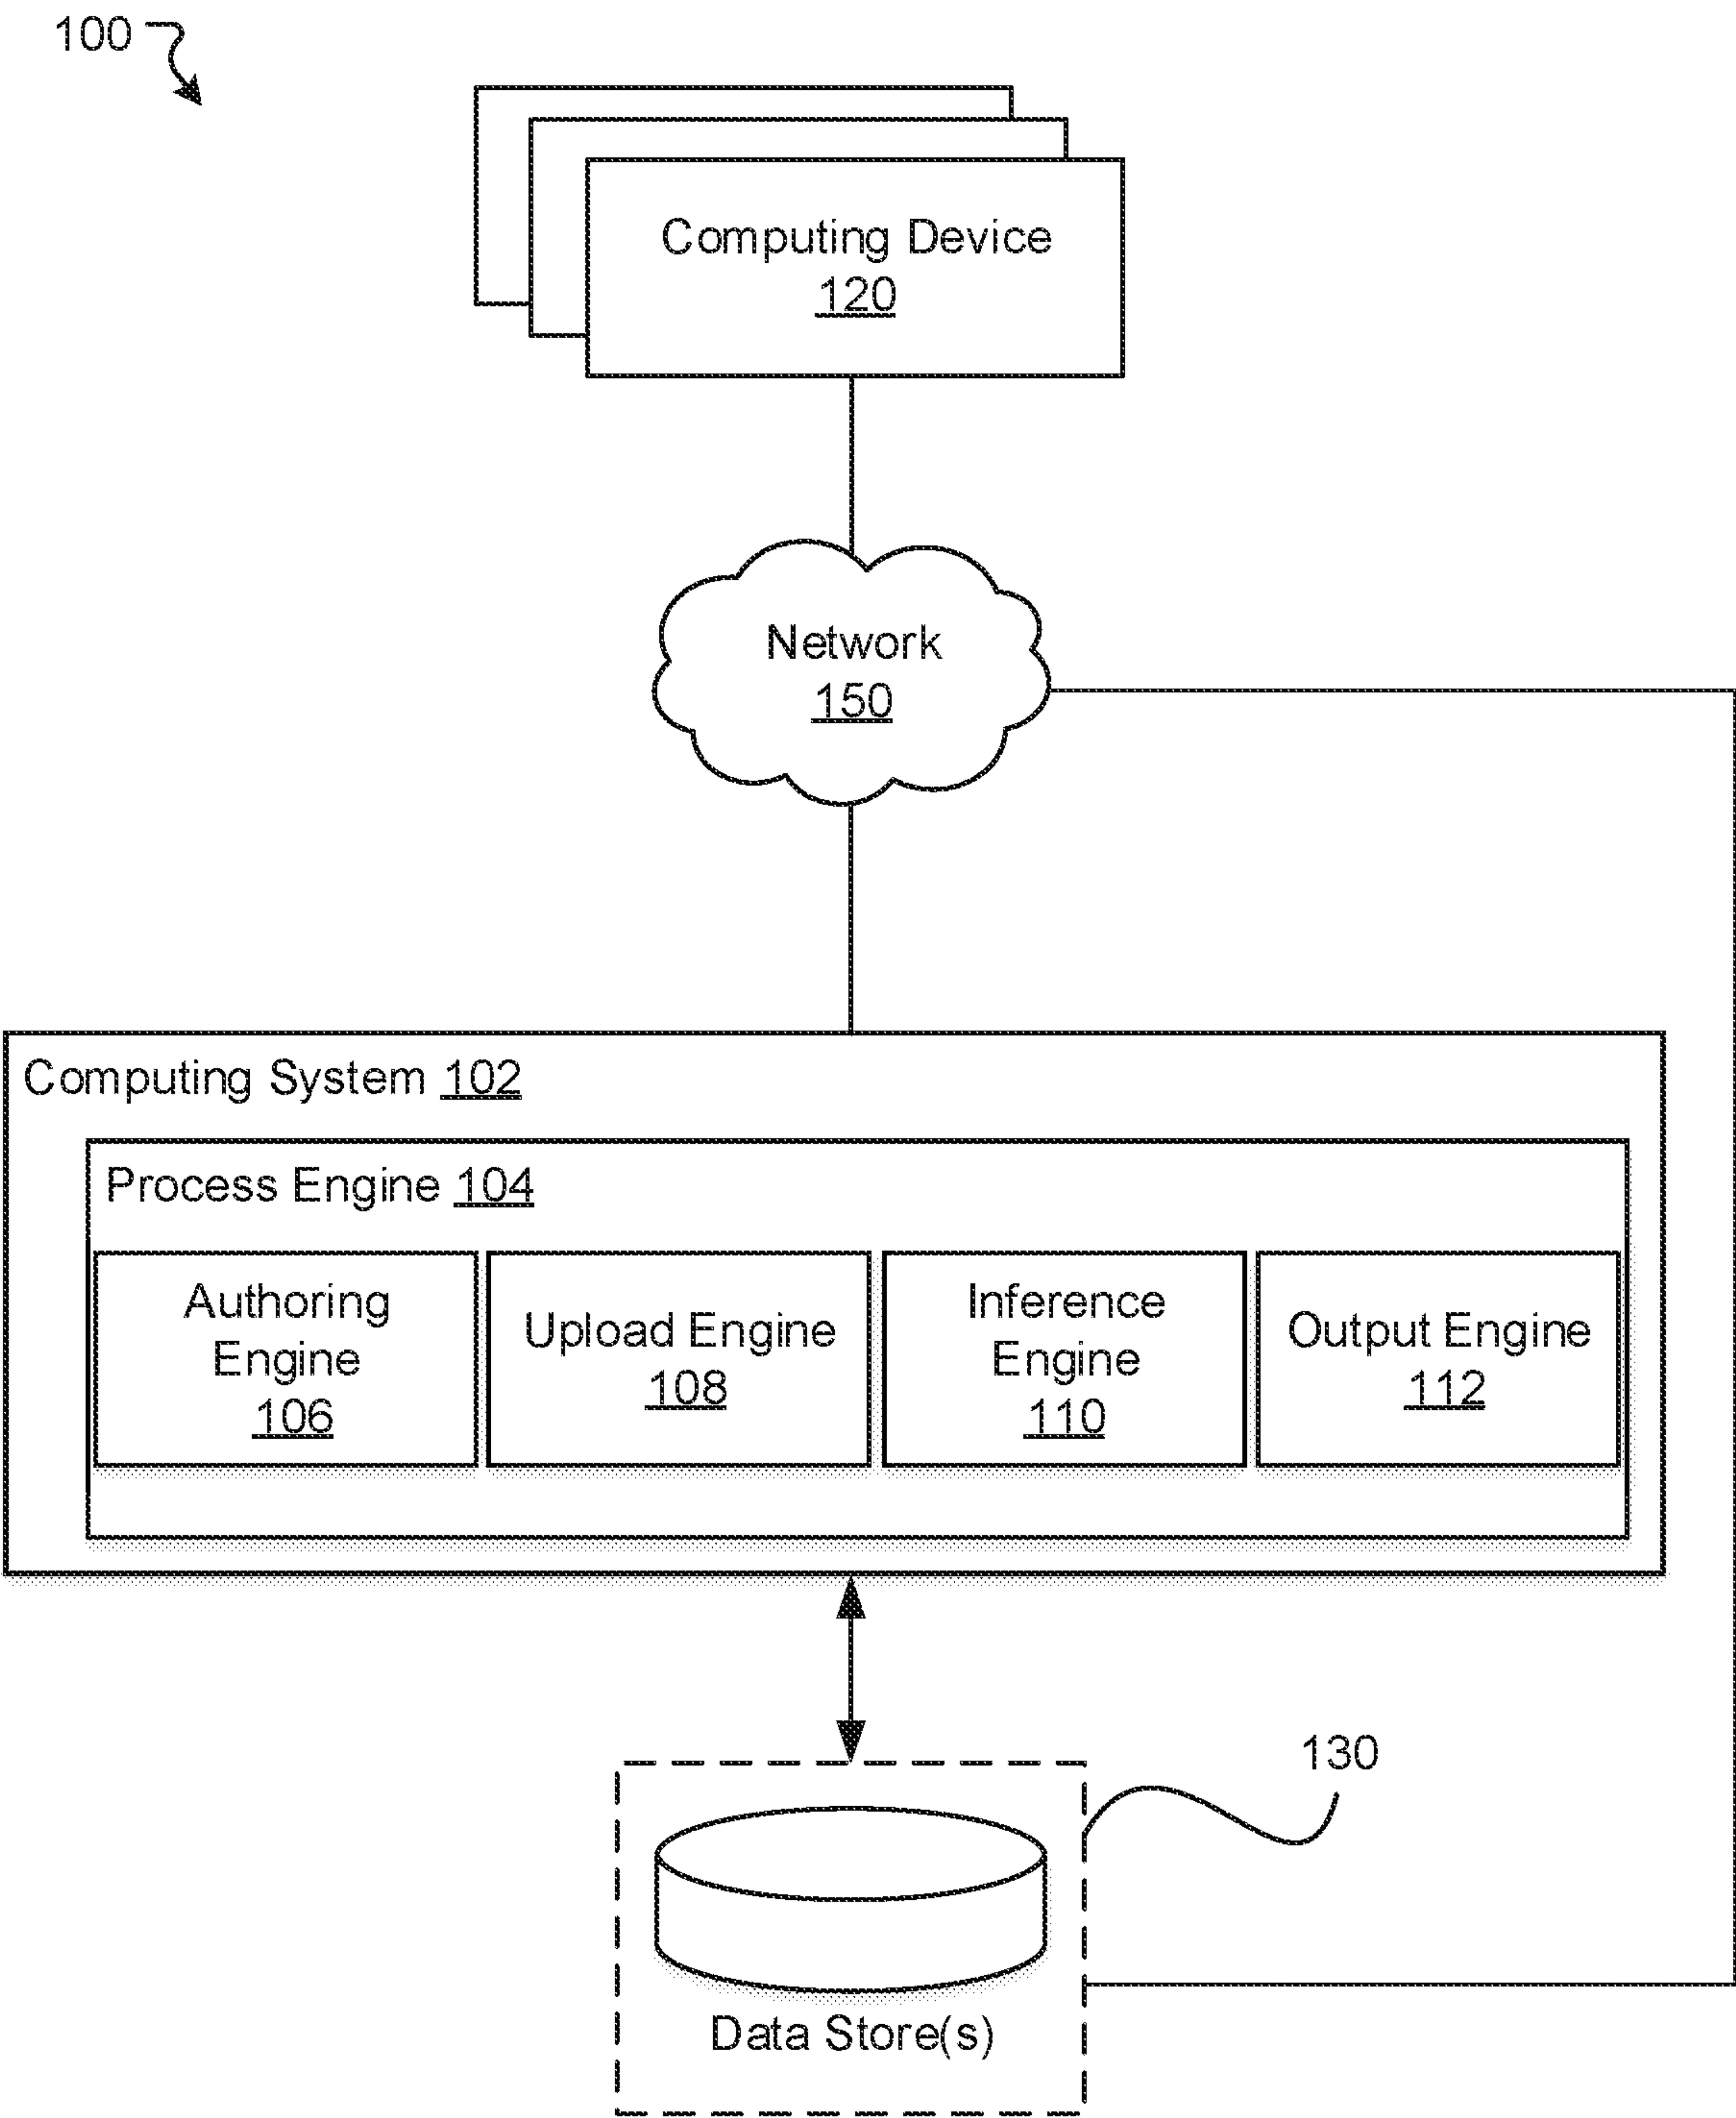 100
Computing Device
120
Network
150
Computing System 102
Process Engine 104
Authoring
Engine
106
Upload Engine
108
Inference
Engine
110
Output Engine
112
130
Data Store(s)